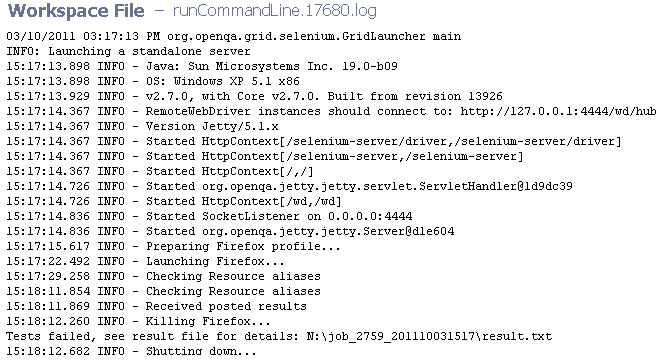 Workspace File – runCommandLine.17680.log
03/10/2011 03:17:13 PM org.openqa.grid.selenium.GridLauncher main
INFO: Launching a standalone server
15:17:13.898 INFO - Java: Sun Microsystems Inc. 19.0-b09
15:17:13.898 INFO - OS: Windows XP 5.1 x86
15:17:13.929 INFO - v2.7.0, with Core v2.7.0. Built from revision 13926
15:17:14.367 INFO - RemoteWebDriver instances should connect to: http://127.0.0.1:4444/wd/hub
15:17:14.367 INFO - Version Jetty/5.1.x
15:17:14.367 INFO - Started HttpContext[/selenium-server/driver,/selenium-server/driver]
15:17:14.367 INFO - Started HttpContext[/selenium-server,/selenium-server]
15:17:14.367 INFO - Started HttpContext[/,/]
15:17:14.726 INFO - Started org.openqa.jetty.jetty.servlet.ServletHandler@1d9dc39
15:17:14.726 INFO - Started HttpContext[/wd,/wd]
15:17:14.836 INFO - Started SocketListener on 0.0.0.0:4444
15:17:14.836 INFO - Started org.openqa.jetty.jetty.Server@d1e604
15:17:15.617 INFO - Preparing Firefox profile...
15:17:22.492 INFO - Launching Firefox...
15:17:29.258 INFO - Checking Resource aliases
15:18:11.854 INFO - Checking Resource aliases
15:18:11.869 INFO - Received posted results
15:18:12.260 INFO - Killing Firefox...
Tests failed, see result file for details: N:\job_2759_201110031517\result.txt
15:18:12.682 INFO - Shutting down...